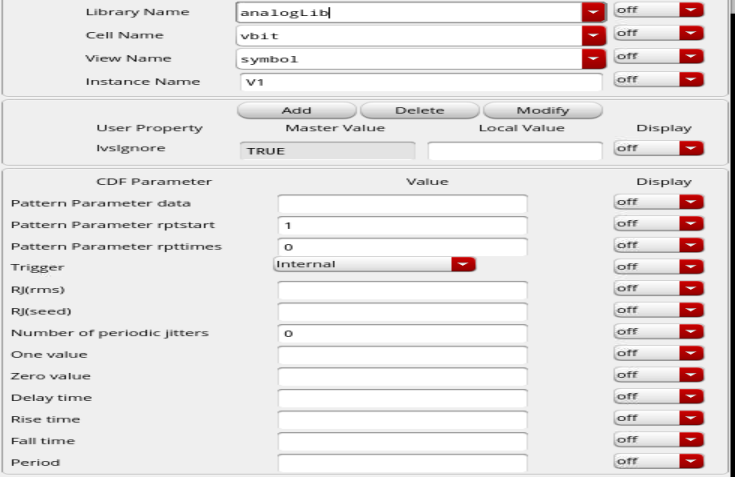 Library Name analogLib off
Cell Name vbit off
View Name symbol off
Instance Name V1 off
Add Delete Modify
User Property Master Value Local Value Display
lvsIgnore TRUE off
CDF Parameter Value Display
Pattern Parameter data off
Pattern Parameter rptstart 1 off
Pattern Parameter rpttimes 0 off
Trigger Internal off
RJ(rms) off
RJ(seed) off
Number of periodic jitters 0 off
One value off
Zero value off
Delay time off
Rise time off
Fall time off
Period off